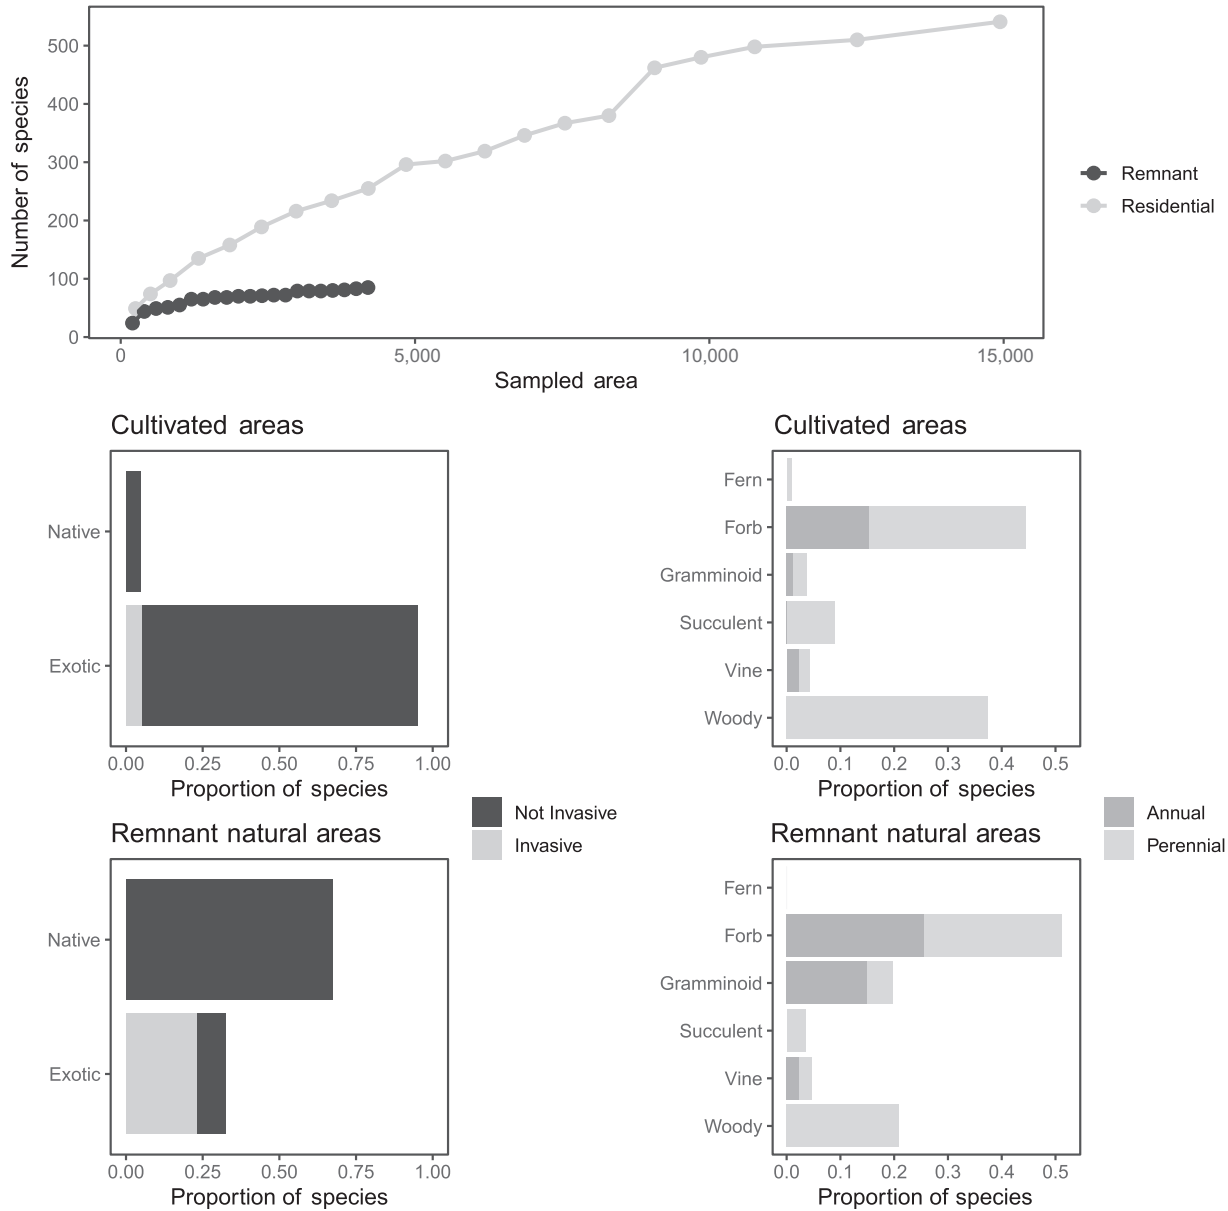 Number of species
500
400
300
200
100
0
0 5,000 10,000 15,000
Sampled area
Remnant
Residential
Cultivated areas
Native
Exotic
0.00 0.25 0.50 0.75 1.00
Proportion of species
Cultivated areas
Fern
Forb
Gramminoid
Succulent
Vine
Woody
0.0 0.1 0.2 0.3 0.4 0.5
Proportion of species
Not Invasive
Invasive
Annual
Perennial
Remnant natural areas
Native
Exotic
0.00 0.25 0.50 0.75 1.00
Proportion of species
Remnant natural areas
Fern
Forb
Gramminoid
Succulent
Vine
Woody
0.0 0.1 0.2 0.3 0.4 0.5
Proportion of species